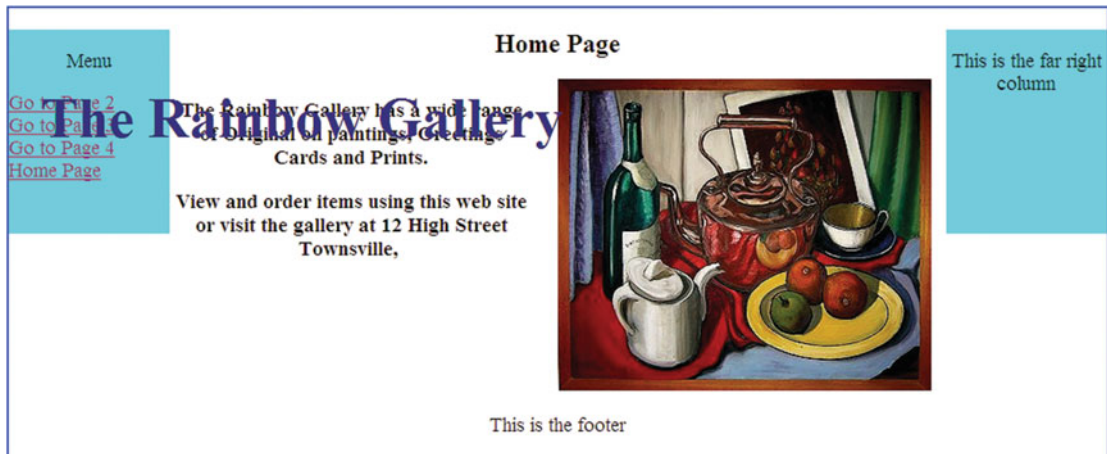 Home Page
Menu
Go to Page 2
Go to Page 3
Go to Page 4
Home Page
The Rainbow Gallery
The Rainbow Gallery has a wide range
of Original oil paintings, Greetings
Cards and Prints.
View and order items using this web site
or visit the gallery at 12 High Street
Townsville,
This is the far right
column
This is the footer